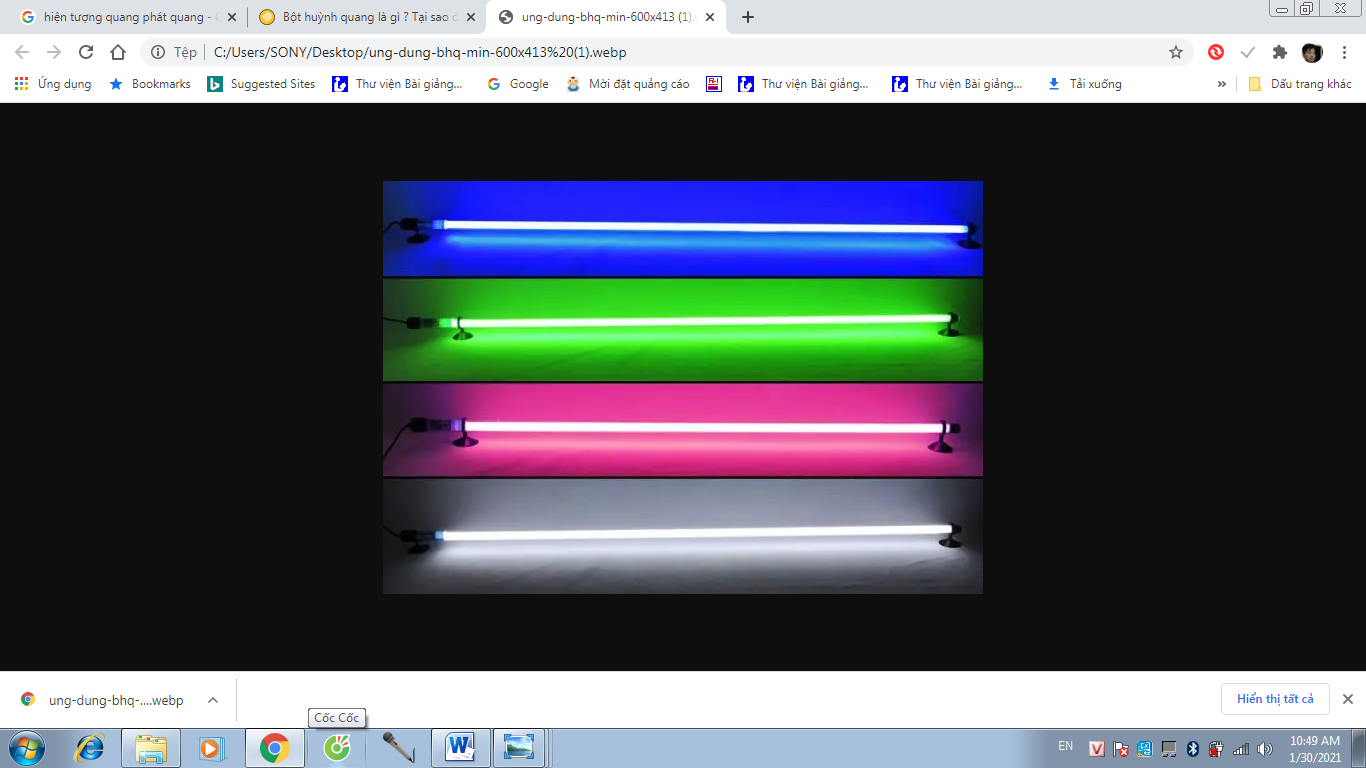 hiện tượng quang phát quang - G
Bột huỳnh quang là gì ? Tại sao đ
ung-dung-bhq-min-600x413 (1).w
Tệp
C:/Users/SONY/Desktop/ung-dung-bhq-min-600x413%20(1).webp
Ứng dụng
Bookmarks
Suggested Sites
Thư viện Bài giảng...
Google
Mời đặt quảng cáo
Thư viện Bài giảng...
Thư viện Bài giảng...
Tải xuống
»
Dấu trang khác
ung-dung-bhq-....webp
Hiển thị tất cả
Cốc Cốc
EN
10:49 AM
1/30/2021